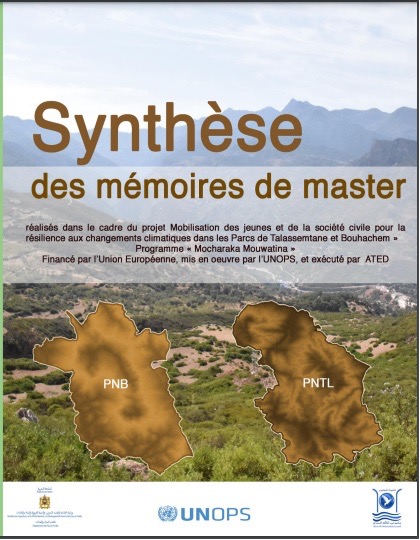 Synthèse
des mémoires de master
réalisés dans le cadre du projet Mobilisation des jeunes et de la société civile pour la
résilience aux changements climatiques dans les Parcs de Talassemtane et Bouhachem »
Programme « Mocharaka Mouwatina »
Financé par l'Union Européenne, mis en oeuvre par l'UNOPS, et exécuté par ATED
PNB
PNTL
UNOPS